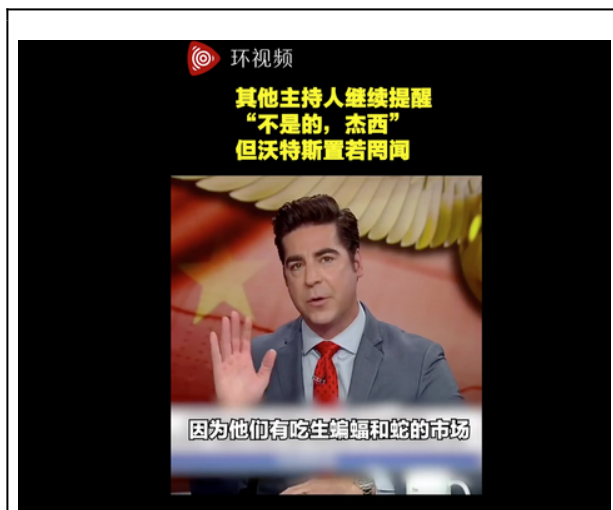 环视频
其他主持人继续提醒
“不是的，杰西”
但沃特斯置若罔闻
因为他们有吃生蝙蝠和蛇的市场